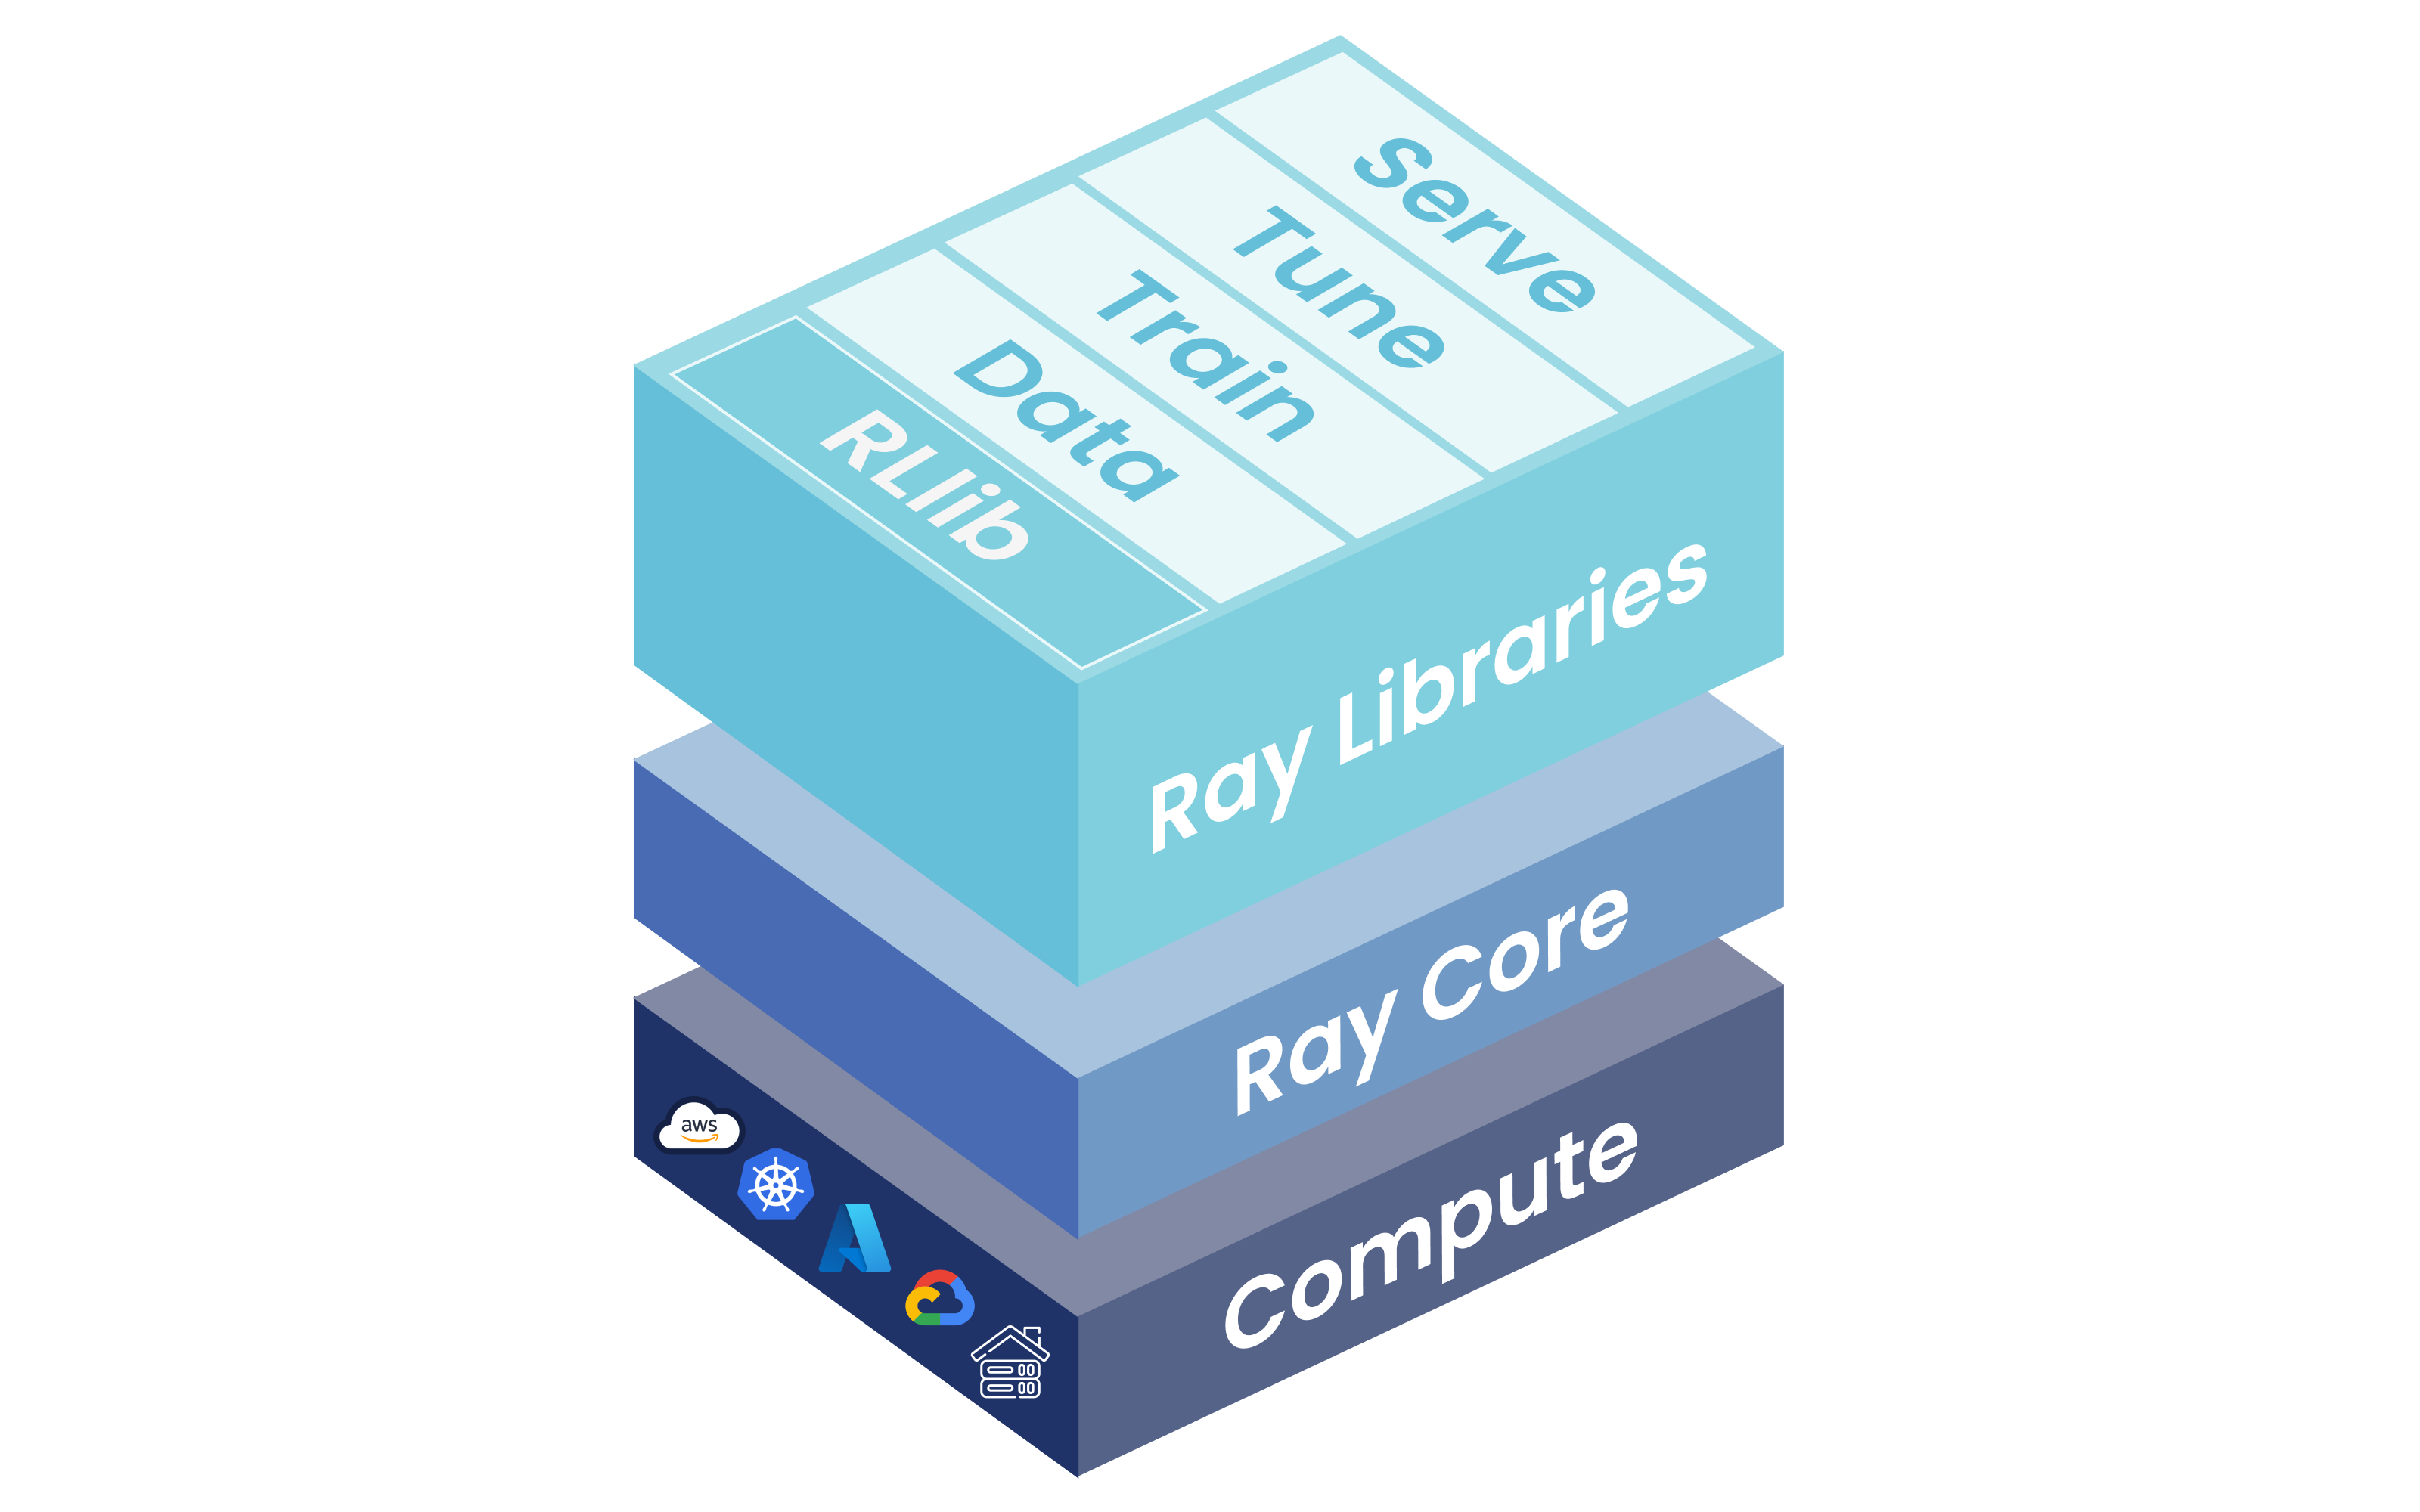 Serve
Tune
Train
Data
RLlib
Ray Libraries
Ray Core
Compute
aws